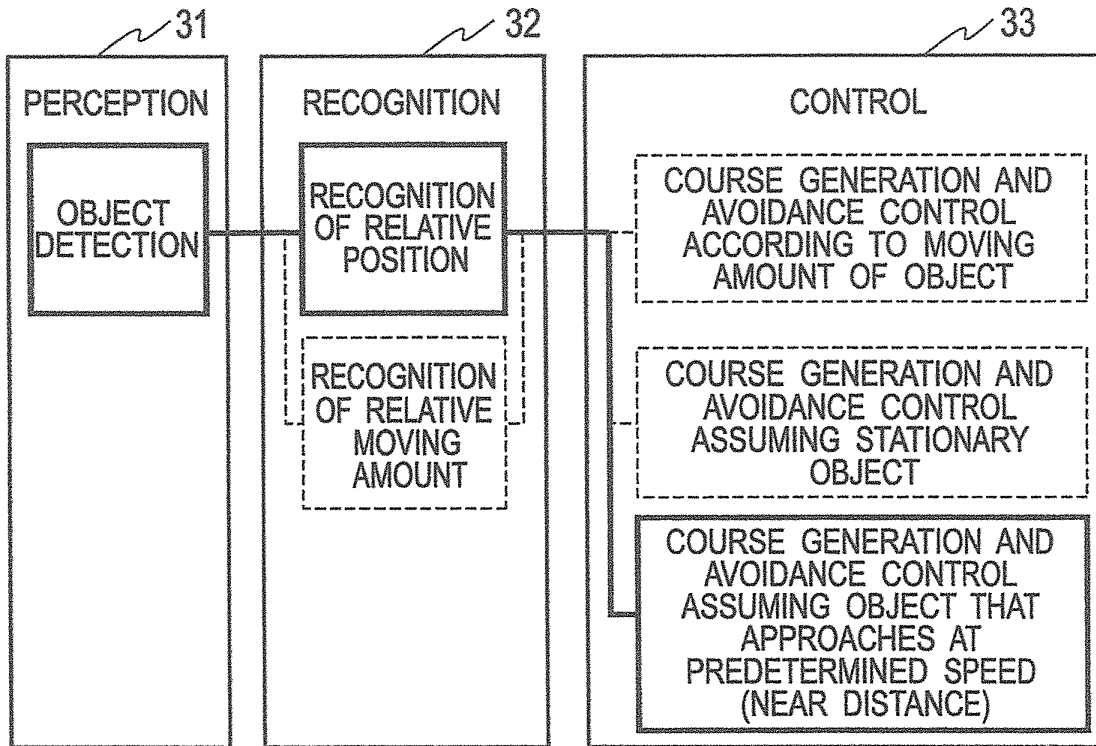 31
32
33
PERCEPTION
OBJECT
DETECTION
RECOGNITION
RECOGNITION
OF RELATIVE
POSITION
RECOGNITION
OF RELATIVE
MOVING
AMOUNT
CONTROL
COURSE GENERATION AND
AVOIDANCE CONTROL
ACCORDING TO MOVING
AMOUNT OF OBJECT
COURSE GENERATION AND
AVOIDANCE CONTROL
ASSUMING STATIONARY
OBJECT
COURSE GENERATION AND
AVOIDANCE CONTROL
ASSUMING OBJECT THAT
APPROACHES AT
PREDETERMINED SPEED
(NEAR DISTANCE)